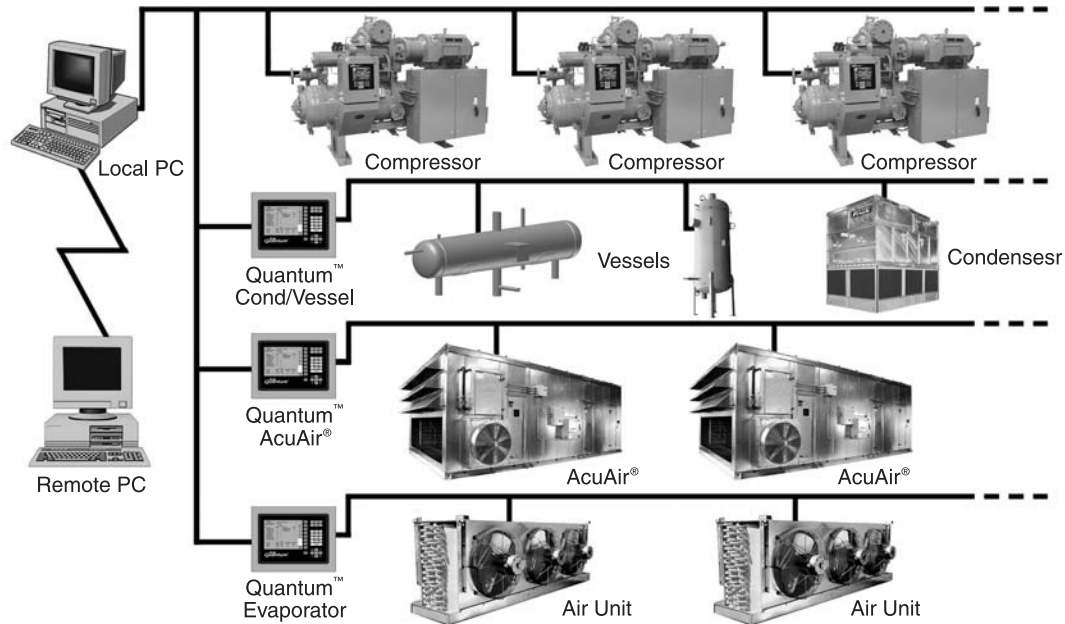 Compressor
Compressor
Compressor
Local PC
Quantum™
Cond/Vessel
Vessels
Condensesr
Quantum™
AcuAir®
AcuAir®
AcuAir®
Remote PC
Quantum™
Evaporator
Air Unit
Air Unit